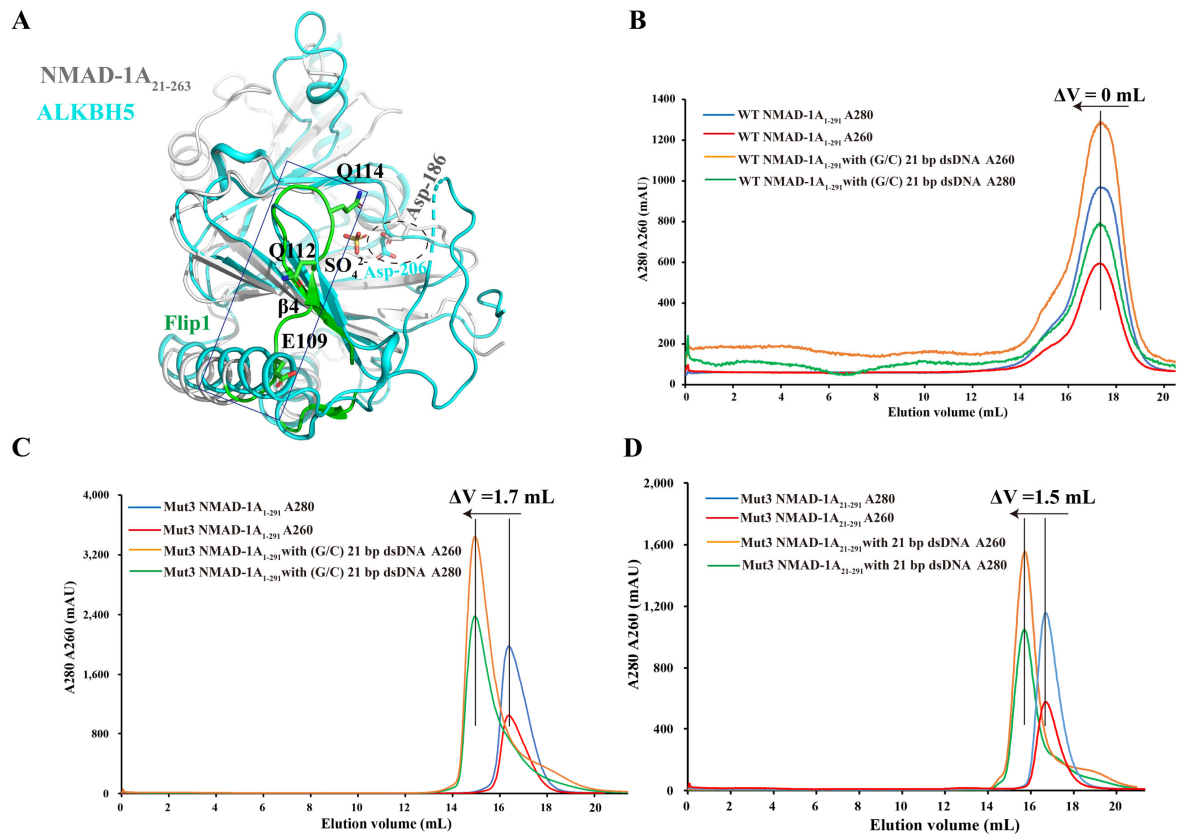 A
NMAD-1A21-263
ALKBH5
Q114
Asp-186
Q112
SO4 2-
Asp-206
β4
Flip1
E109
B
ΔV = 0 mL
WT NMAD-1A1-291 A280
WT NMAD-1A1-291 A260
WT NMAD-1A1-291 with (G/C) 21 bp dsDNA A260
WT NMAD-1A1-291 with (G/C) 21 bp dsDNA A280
A280 A260 (mAU)
1400
1200
1000
800
600
400
200
0
0 2 4 6 8 10 12 14 16 18 20
Elution volume (mL)
C
ΔV =1.7 mL
Mut3 NMAD-1A1-291 A280
Mut3 NMAD-1A1-291 A260
Mut3 NMAD-1A1-291 with (G/C) 21 bp dsDNA A260
Mut3 NMAD-1A1-291 with (G/C) 21 bp dsDNA A280
A280 A260 (mAU)
4,000
3,200
2,400
1,600
800
0
0 2 4 6 8 10 12 14 16 18 20
Elution volume (mL)
D
ΔV =1.5 mL
Mut3 NMAD-1A21-291 A280
Mut3 NMAD-1A21-291 A260
Mut3 NMAD-1A21-291 with 21 bp dsDNA A260
Mut3 NMAD-1A21-291 with 21 bp dsDNA A280
A280 A260 (mAU)
2,000
1,600
1,200
800
400
0
0 2 4 6 8 10 12 14 16 18 20
Elution volume (mL)